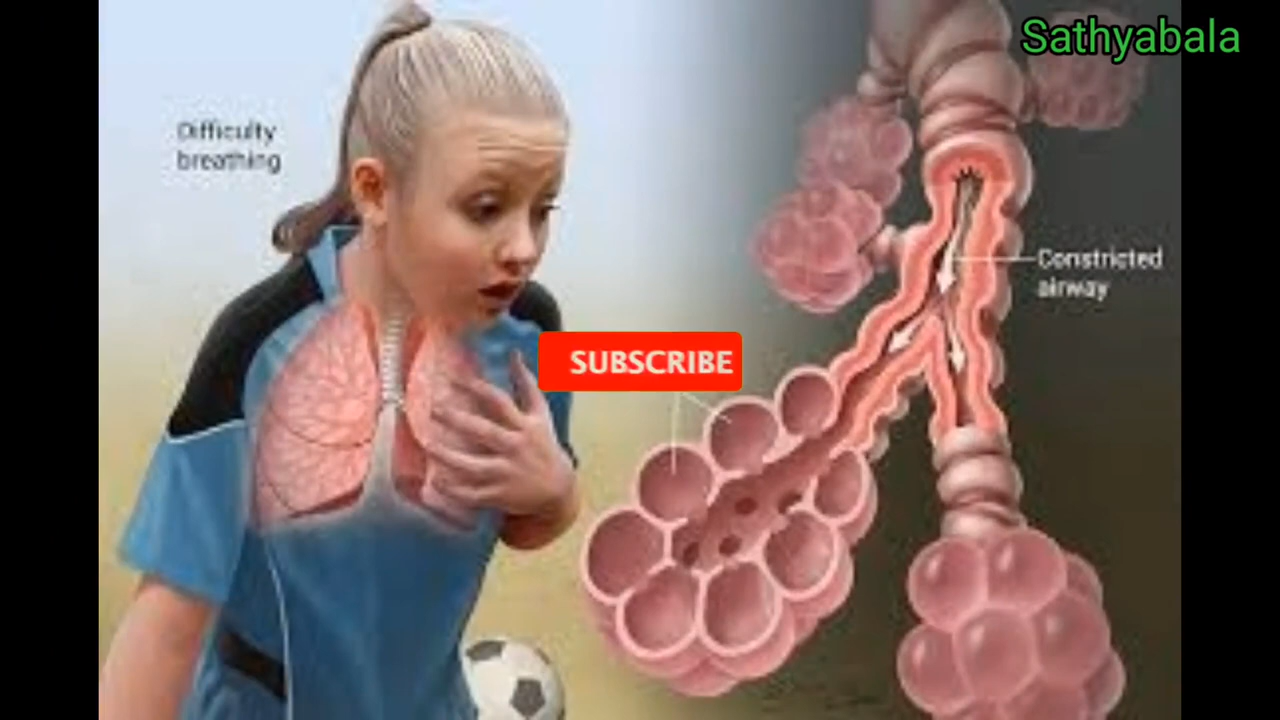 Sathyabala
Difficulty
breathing
Constricted
airway
SUBSCRIBE